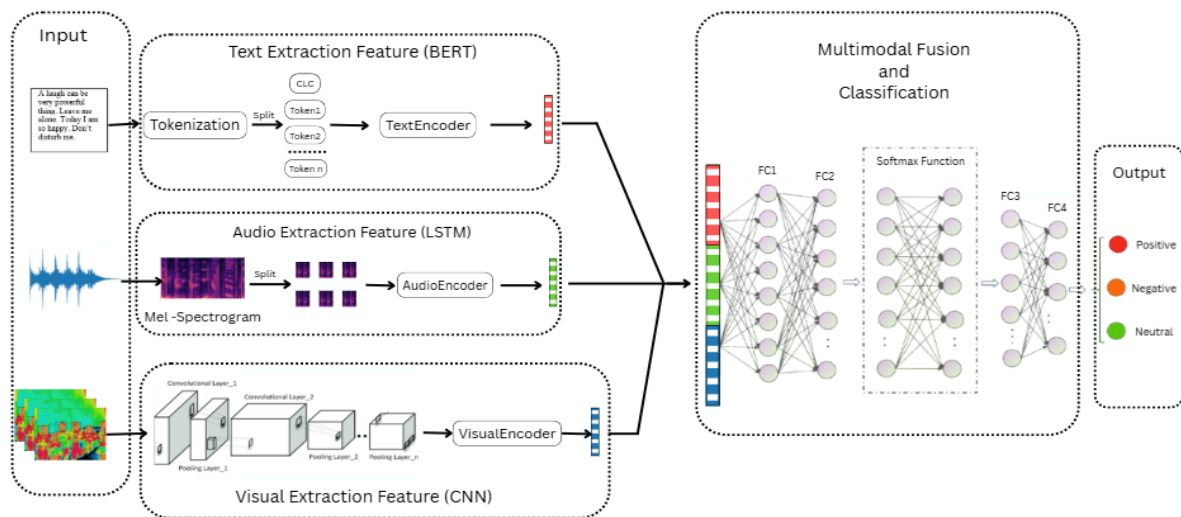 Input
A laugh can be
very powerful
thing. Leave me
alone. Today I am
so happy. Don't
disturb me.
Text Extraction Feature (BERT)
Tokenization
Split
CLC
Token1
Token2
Token n
TextEncoder
Audio Extraction Feature (LSTM)
Mel -Spectrogram
Split
AudioEncoder
Convolutional Layer_1
Convolutional Layer_2
Pooling Layer_1
Pooling Layer_2
Pooling Layer_n
VisualEncoder
Visual Extraction Feature (CNN)
Multimodal Fusion
and
Classification
FC1
FC2
Softmax Function
FC3
FC4
Output
Positive
Negative
Neutral